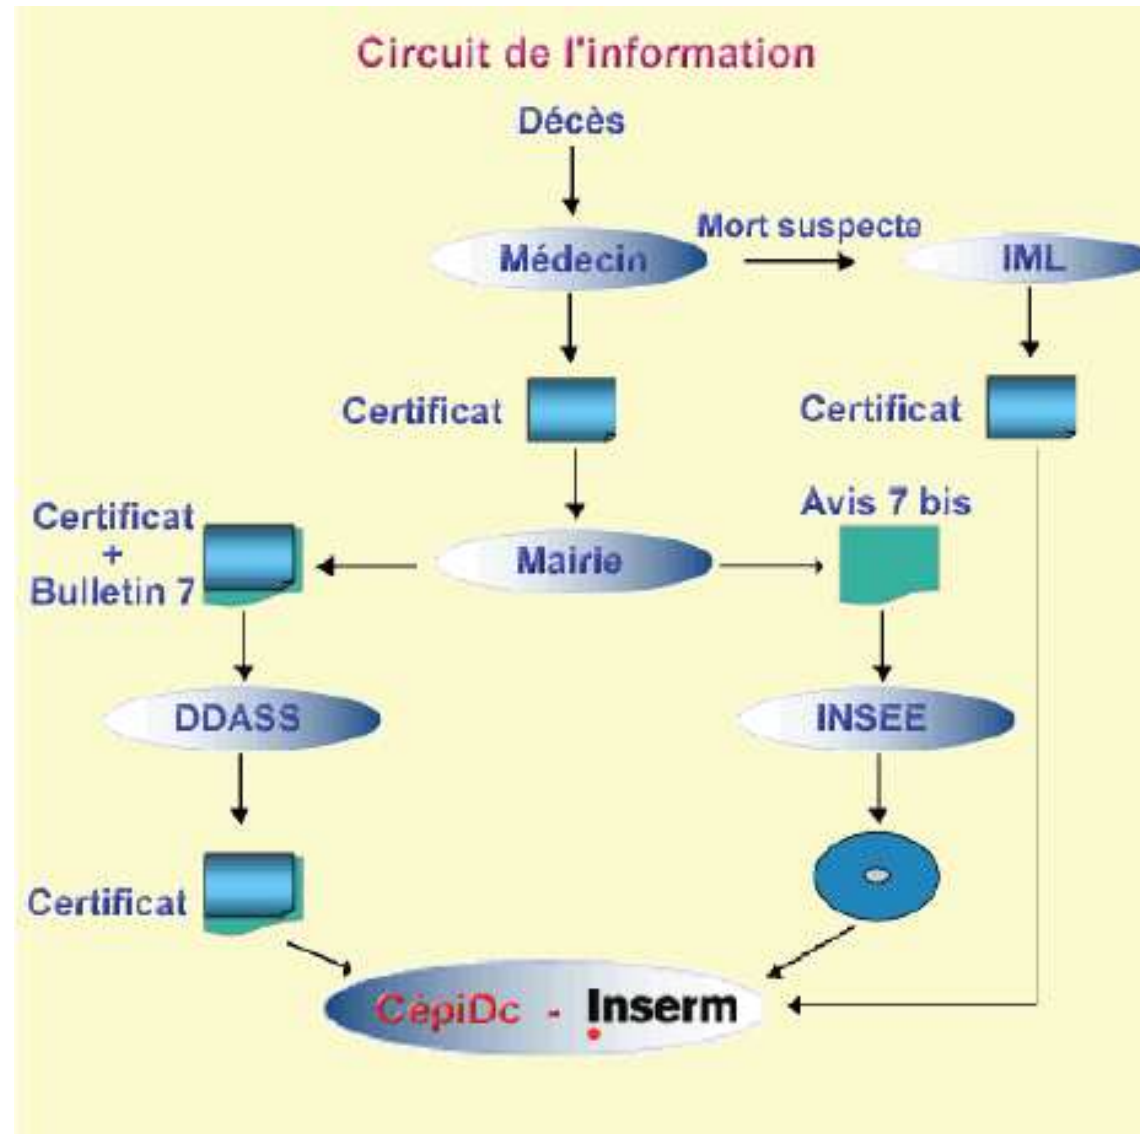 Circuit de l'information
Décès
Mort suspecte
Médecin
IML
Certificat
Certificat
Avis 7 bis
Certificat
+
Bulletin 7
Mairie
DDASS
INSEE
Certificat
CépiDc - Inserm